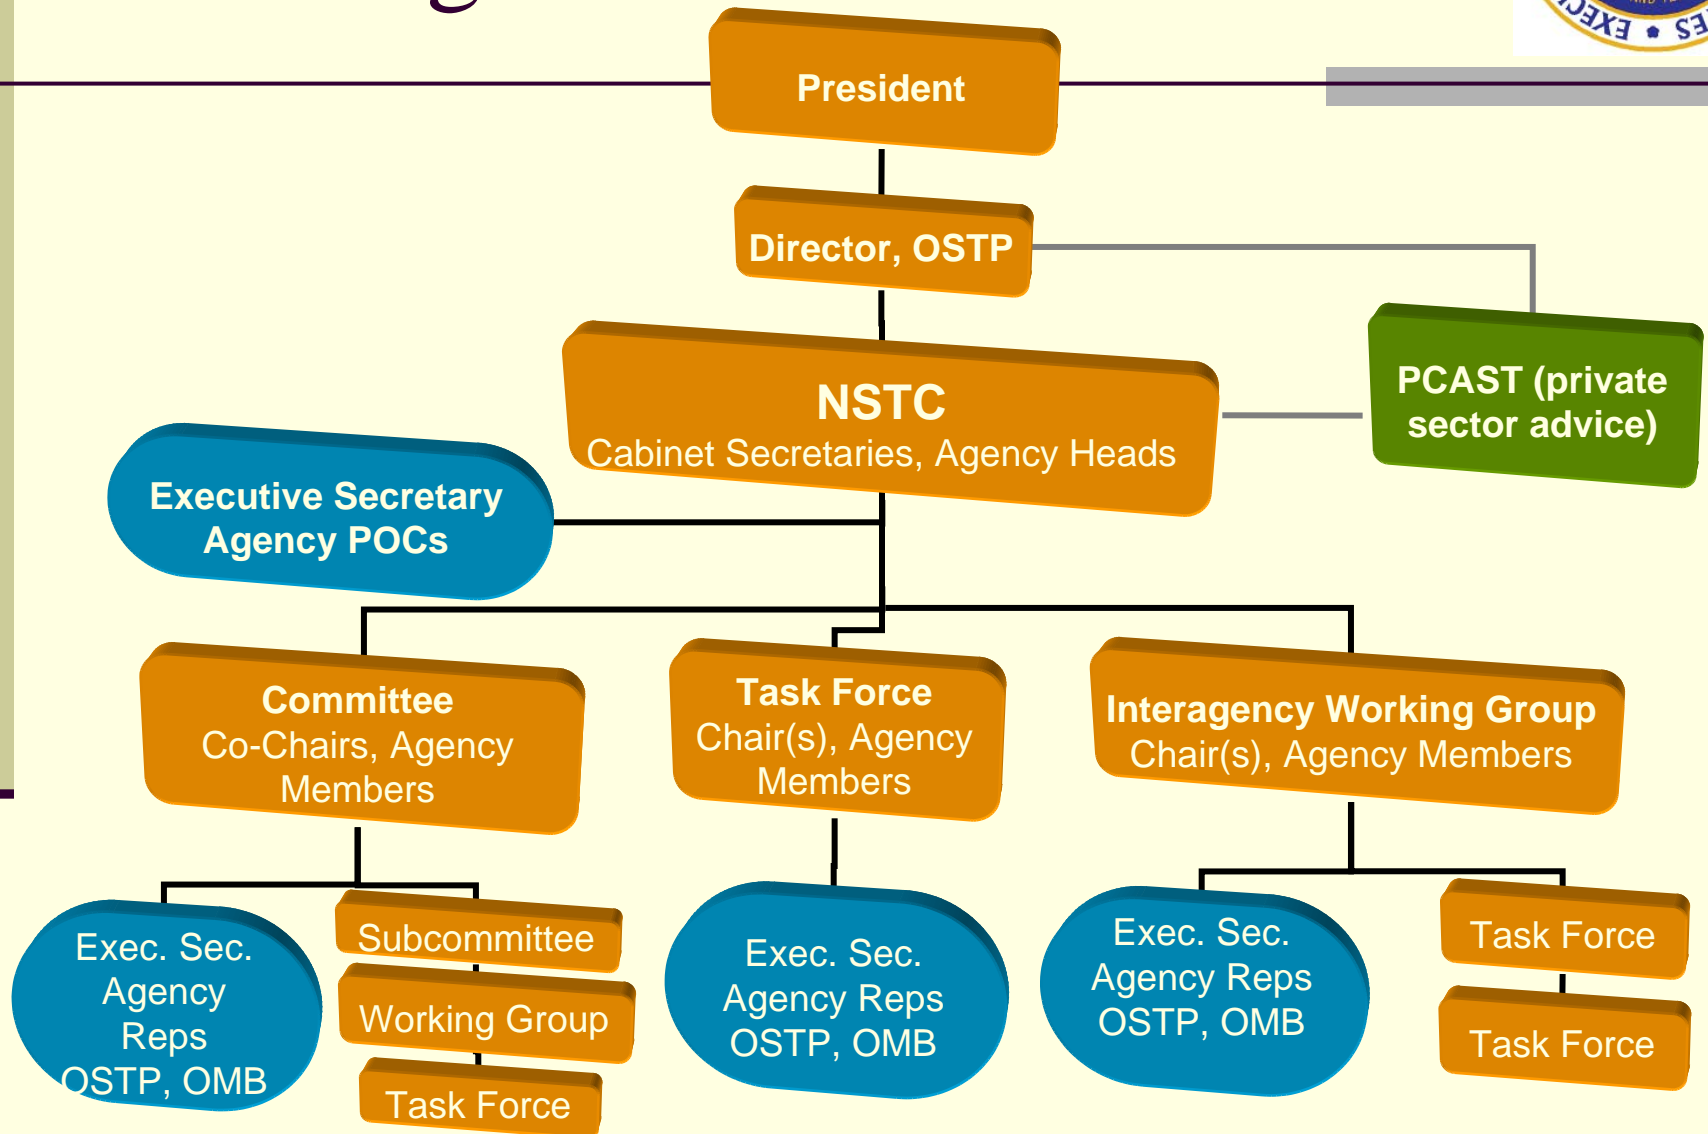 President
Director, OSTP
NSTC
Cabinet Secretaries, Agency Heads
PCAST (private
sector advice)
Executive Secretary
Agency POCs
Committee
Co-Chairs, Agency
Members
Task Force
Chair(s), Agency
Members
Interagency Working Group
Chair(s), Agency Members
Exec. Sec.
Agency
Reps
OSTP, OMB
Subcommittee
Working Group
Task Force
Exec. Sec.
Agency Reps
OSTP, OMB
Exec. Sec.
Agency Reps
OSTP, OMB
Task Force
Task Force